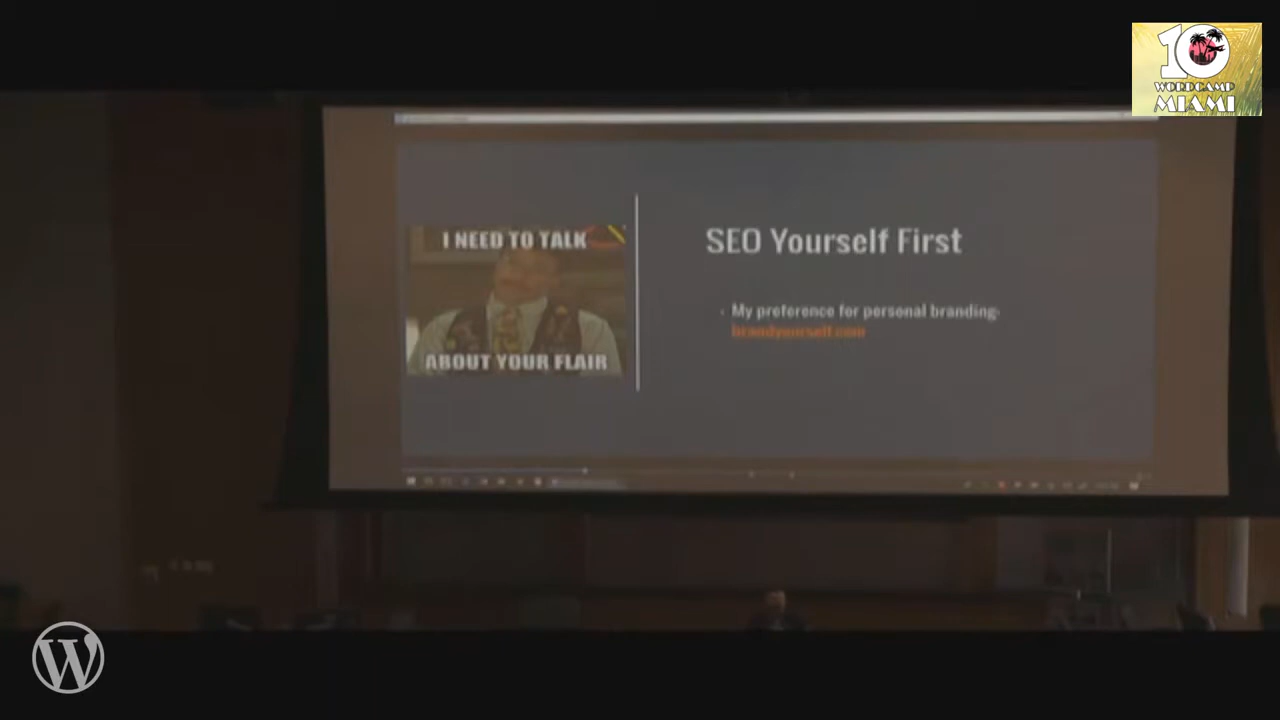 10
WORDCAMP
MIAMI
I NEED TO TALK
ABOUT YOUR FLAIR
SEO Yourself First
My preference for personal branding-
brandyourself.com